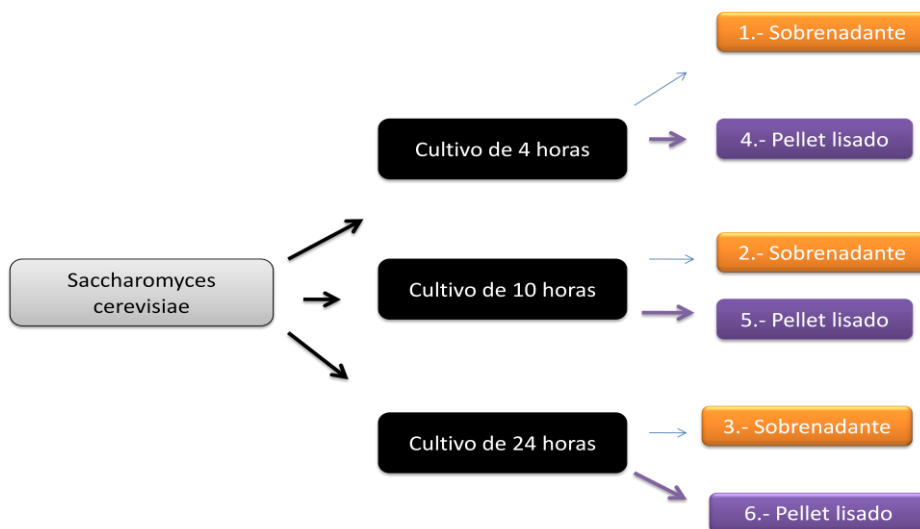 1.- Sobrenadante
Cultivo de 4 horas
4.- Pellet lisado
Saccharomyces
cerevisiae
Cultivo de 10 horas
2.- Sobrenadante
5.- Pellet lisado
Cultivo de 24 horas
3.- Sobrenadante
6.- Pellet lisado